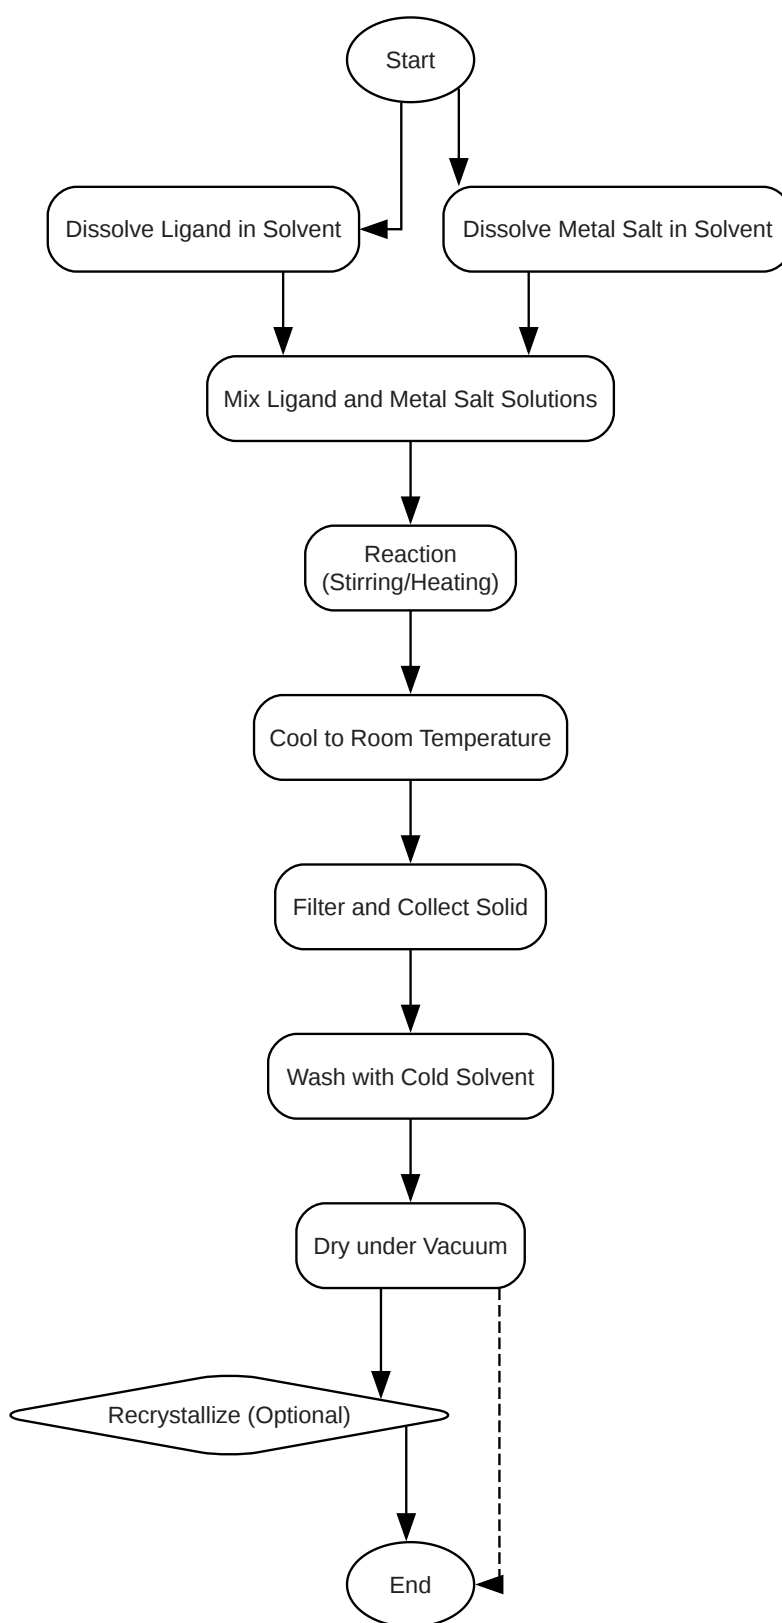 Start
Dissolve Ligand in Solvent
Dissolve Metal Salt in Solvent
Mix Ligand and Metal Salt Solutions
Reaction
(Stirring/Heating)
Cool to Room Temperature
Filter and Collect Solid
Wash with Cold Solvent
Dry under Vacuum
Recrystallize (Optional)
End